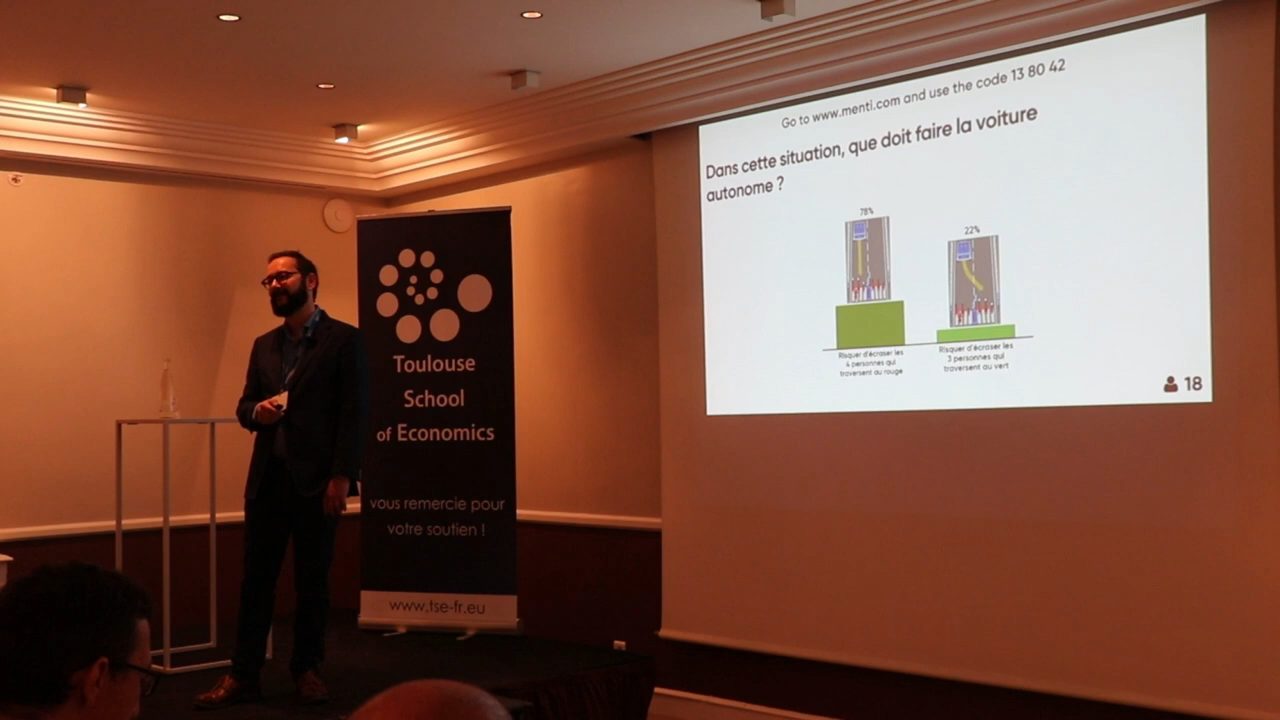 Go to www.menti.com and use the code 13 80 42
Dans cette situation, que doit faire la voiture
autonome ?
78%
22%
Risquer d'écraser les
4 personnes qui
traversent au rouge
Risquer d'écraser les
3 personnes qui
traversent au vert
18
Toulouse
School
of Economics
vous remercie pour
votre soutien !
www.tse-fr.eu